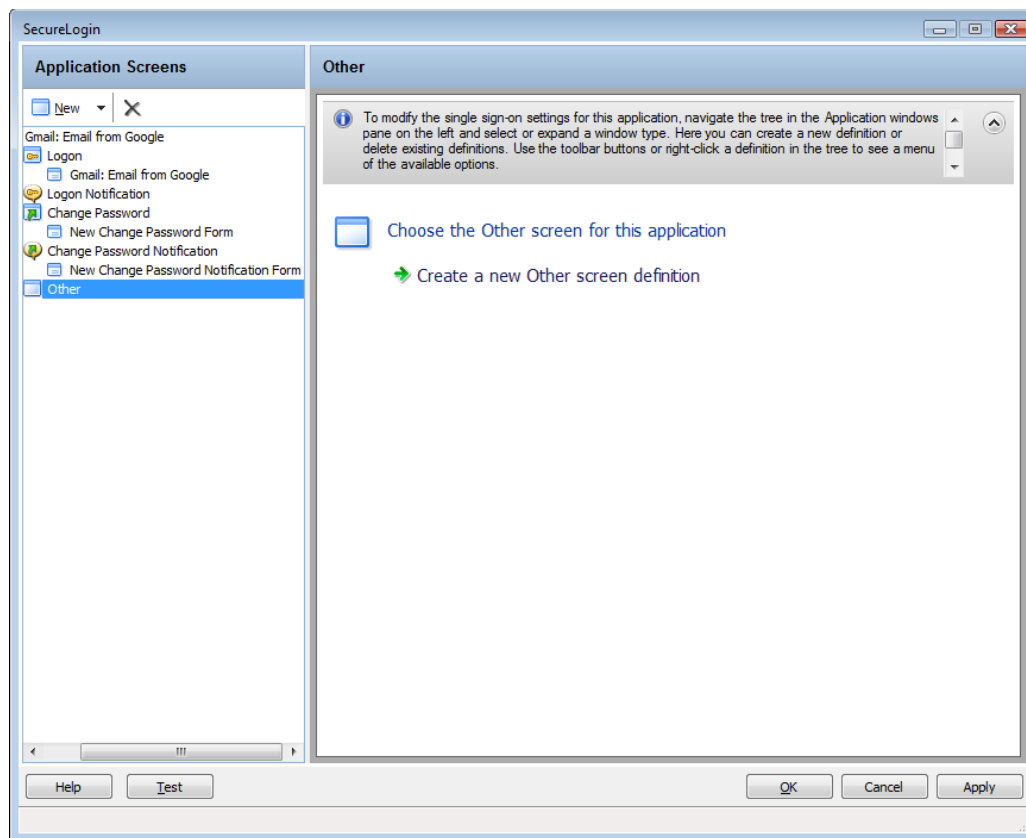 SecureLogin
Application Screens
New
Gmail: Email from Google
Logon
Gmail: Email from Google
Logon Notification
Change Password
New Change Password Form
Change Password Notification
New Change Password Notification Form
Other
Other
To modify the single sign-on settings for this application, navigate the tree in the Application windows
pane on the left and select or expand a window type. Here you can create a new definition or
delete existing definitions. Use the toolbar buttons or right-click a definition in the tree to see a menu
of the available options.
Choose the Other screen for this application
Create a new Other screen definition
Help
Test
OK
Cancel
Apply